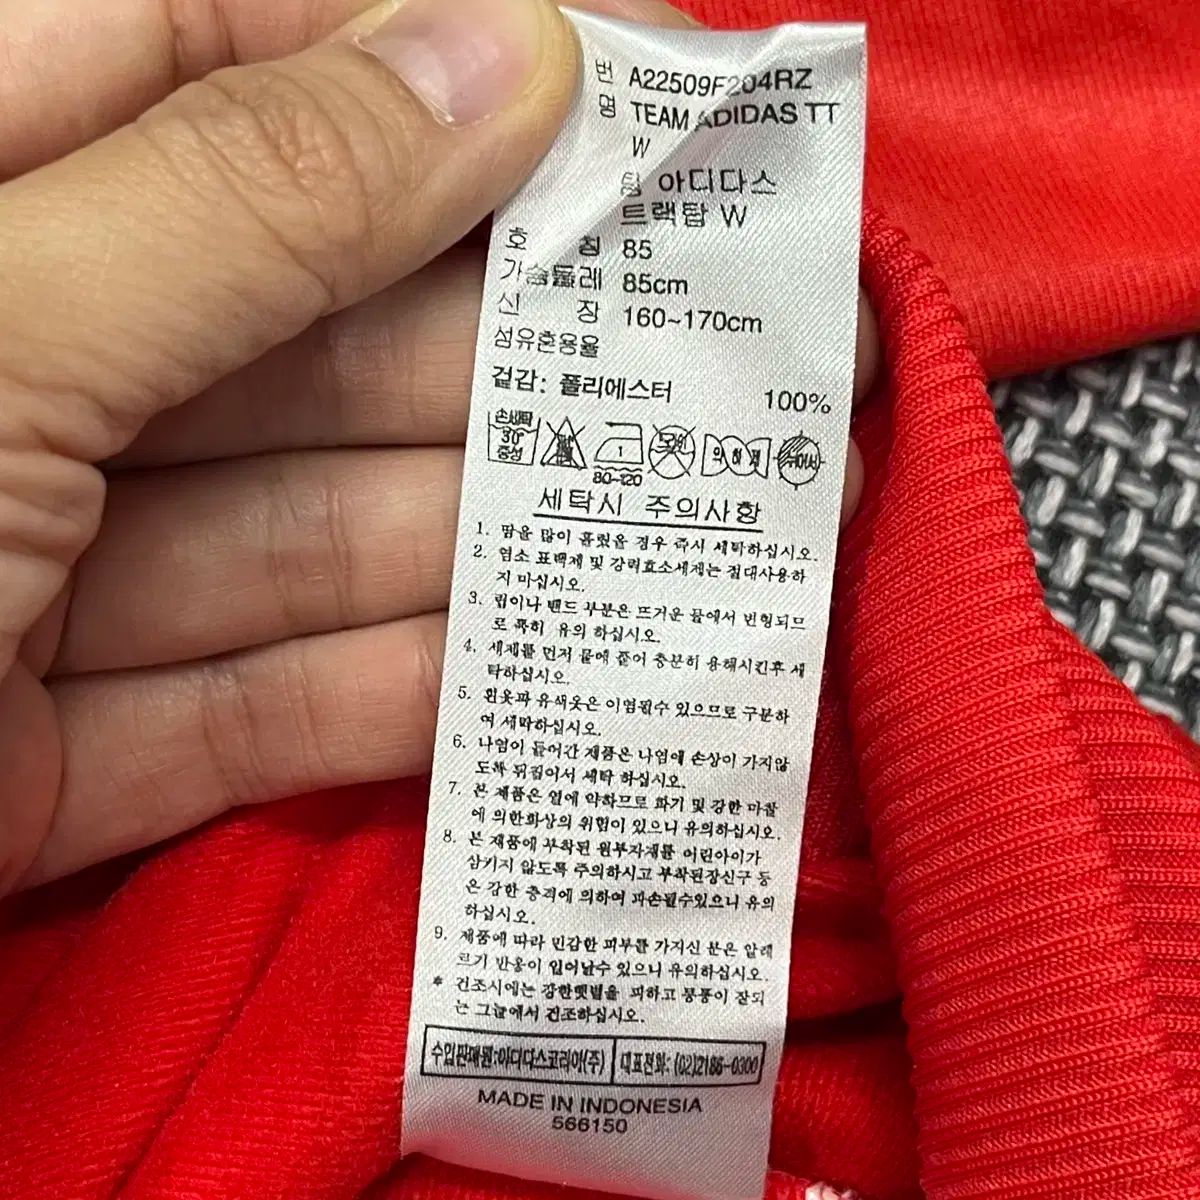 번 A22509F204RZ
명 TEAM ADIDAS TT
W
팀 아디다스
트랙탑 W
호 칭 85
가슴둘레 85cm
신 장 160~170cm
섬유혼용율
겉감: 폴리에스터 100%
손세탁 30 중성
80~120
세탁시 주의사항
1. 땀을 많이 흘렸을 경우 즉시 세탁하십시오.
2. 염소 표백제 및 강력효소세제는 절대사용하
지 마십시오.
3. 립이나 밴드 부분은 뜨거운 물에서 변형되므
로 특히 유의 하십시오.
4. 세제를 먼저 물에 풀어 충분히 용해시킨후 세
탁하십시오.
5. 흰옷과 유색옷은 이염될수 있으므로 구분하
여 세탁하십시오.
6. 나염이 들어간 제품은 나염에 손상이 가지않
도록 뒤집어서 세탁 하십시오.
7. 본 제품은 열에 약하므로 화기 및 강한 마찰
에 의한화상의 위험이 있으니 유의하십시오.
8. 본 제품에 부착된 원부자재를 어린아이가
삼키지 않도록 주의하시고 부착된장신구 등
은 강한 충격에 의하여 파손될수있으니 유의
하십시오.
9. 제품에 따라 민감한 피부를 가지신 분은 알레
르기 반응이 일어날수 있으니 유의하십시오.
* 건조시에는 강한햇볕을 피하고 통풍이 잘되
는 그늘에서 건조하십시오.
수입판매원:아디다스코리아(주) 대표전화: (02)2186-0300
MADE IN INDONESIA
566150